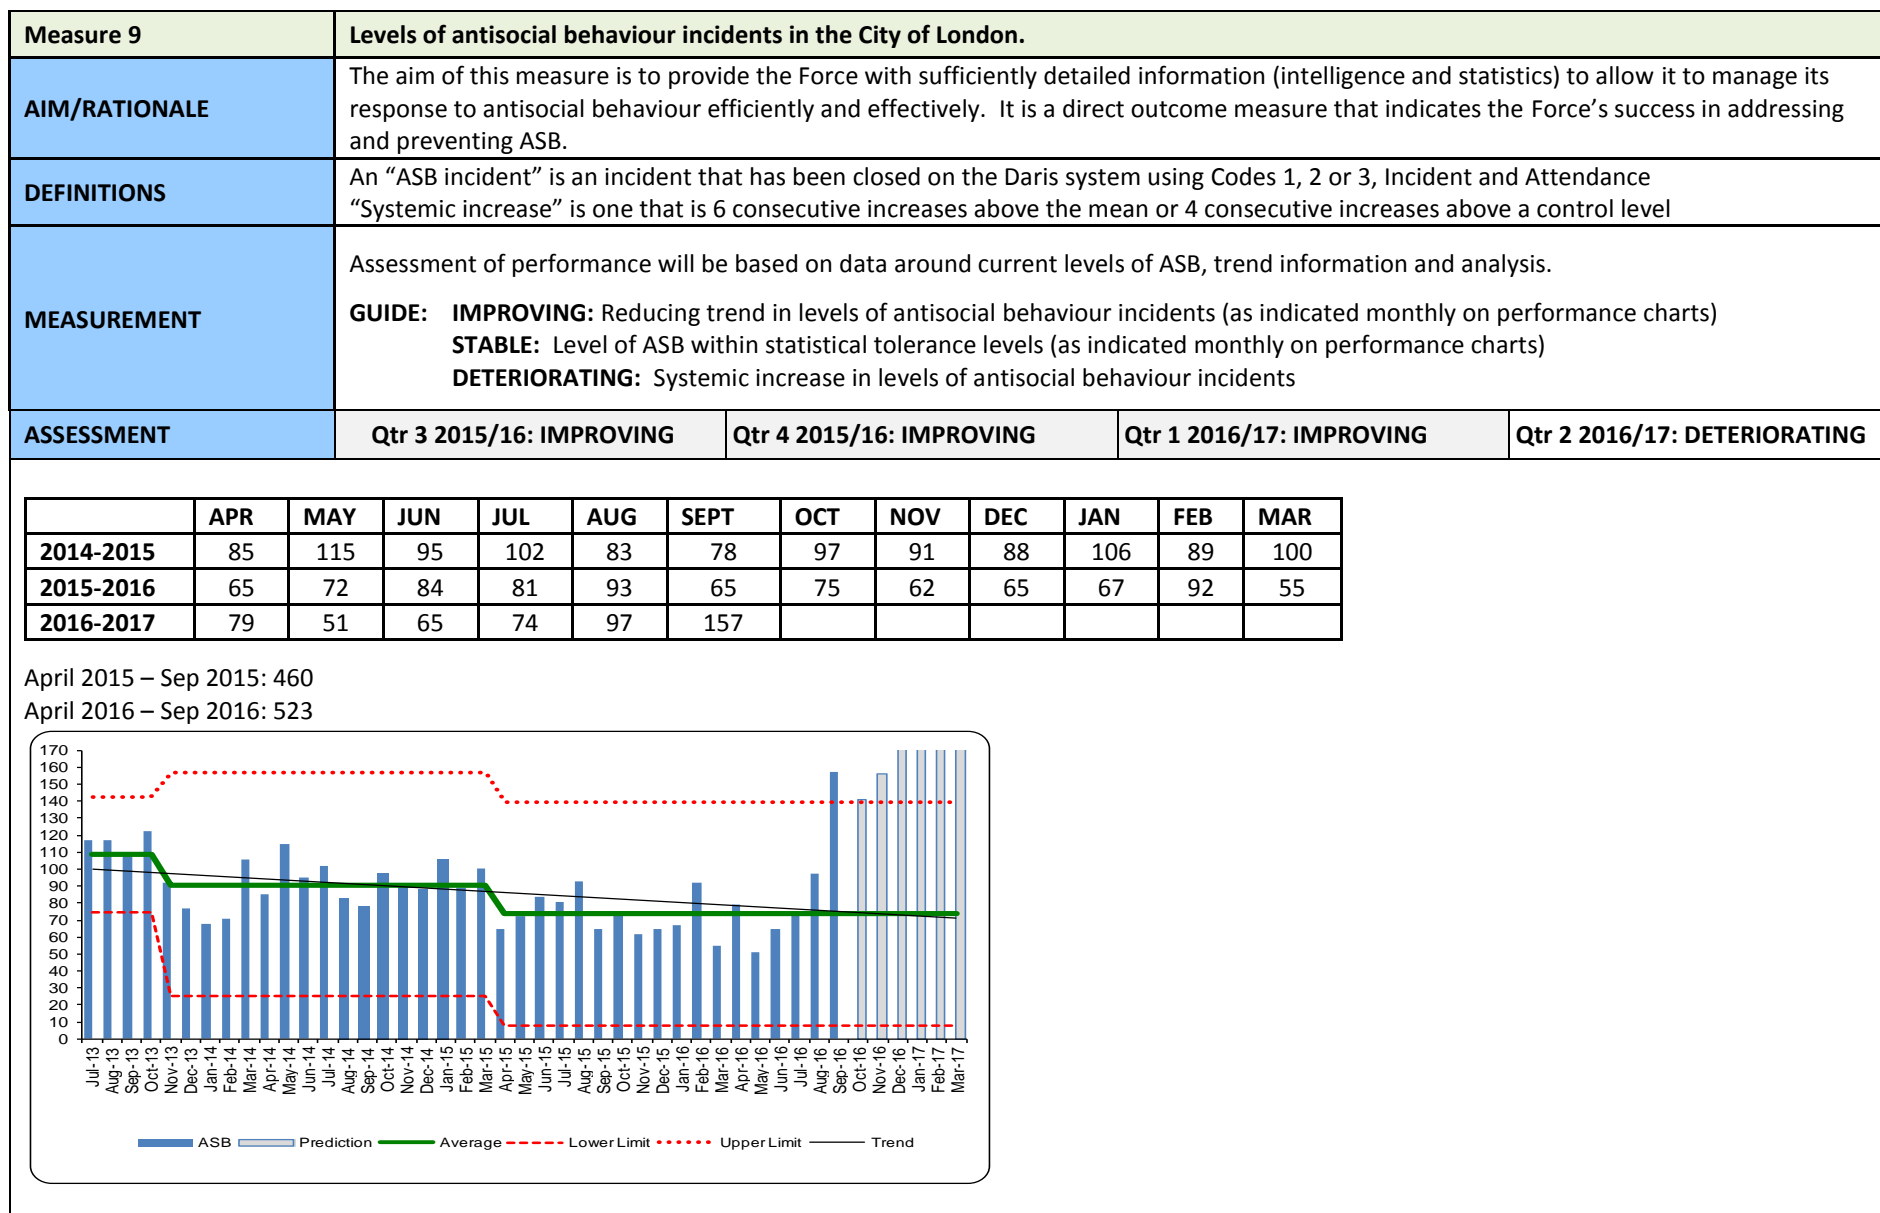 Measure 9 Levels of antisocial behaviour incidents in the City of London.
AIM/RATIONALE
The aim of this measure is to provide the Force with sufficiently detailed information (intelligence and statistics) to allow it to manage its
response to antisocial behaviour efficiently and effectively. It is a direct outcome measure that indicates the Force's success in addressing
and preventing ASB.
DEFINITIONS
An “ASB incident” is an incident that has been closed on the Daris system using Codes 1, 2 or 3, Incident and Attendance
“Systemic increase” is one that is 6 consecutive increases above the mean or 4 consecutive increases above a control level
MEASUREMENT
Assessment of performance will be based on data around current levels of ASB, trend information and analysis.
GUIDE: IMPROVING: Reducing trend in levels of antisocial behaviour incidents (as indicated monthly on performance charts)
STABLE: Level of ASB within statistical tolerance levels (as indicated monthly on performance charts)
DETERIORATING: Systemic increase in levels of antisocial behaviour incidents
ASSESSMENT Qtr 3 2015/16: IMPROVING Qtr 4 2015/16: IMPROVING Qtr 1 2016/17: IMPROVING Qtr 2 2016/17: DETERIORATING
APR MAY JUN JUL AUG SEPT OCT NOV DEC JAN FEB MAR
2014-2015 85 115 95 102 83 78 97 91 88 106 89 100
2015-2016 65 72 84 81 93 65 75 62 65 67 92 55
2016-2017 79 51 65 74 97 157
April 2015 – Sep 2015: 460
April 2016 – Sep 2016: 523
170
160
150
140
130
120
110
100
90
80
70
60
50
40
30
20
10
0
Jul-13
Aug-13
Sep-13
Oct-13
Nov-13
Dec-13
Jan-14
Feb-14
Mar-14
Apr-14
May-14
Jun-14
Jul-14
Aug-14
Sep-14
Oct-14
Nov-14
Dec-14
Jan-15
Feb-15
Mar-15
Apr-15
May-15
Jun-15
Jul-15
Aug-15
Sep-15
Oct-15
Nov-15
Dec-15
Jan-16
Feb-16
Mar-16
Apr-16
May-16
Jun-16
Jul-16
Aug-16
Sep-16
Oct-16
Nov-16
Dec-16
Jan-17
Feb-17
Mar-17
ASB Prediction Average Lower Limit Upper Limit Trend